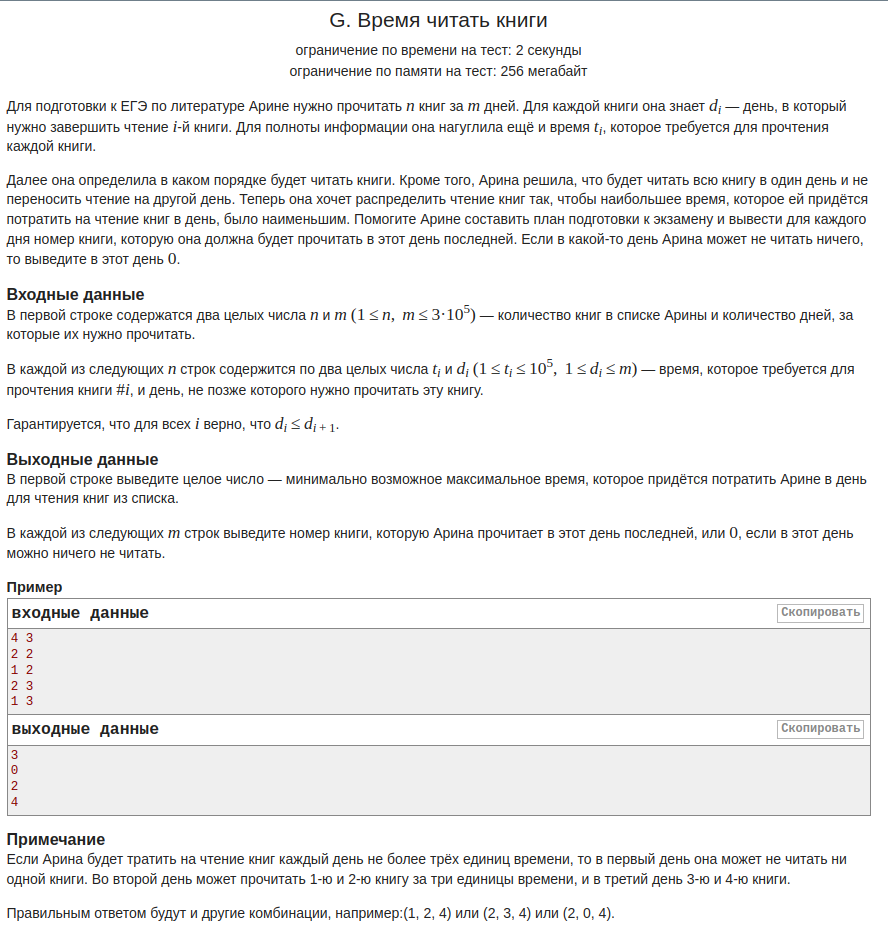 G. Время читать книги
ограничение по времени на тест: 2 секунды
ограничение по памяти на тест: 256 мегабайт
Для подготовки к ЕГЭ по литературе Арине нужно прочитать n книг за m дней. Для каждой книги она знает d_i — день, в который
нужно завершить чтение i-й книги. Для полноты информации она нагуглила ещё и время t_i, которое требуется для прочтения
каждой книги.
Далее она определила в каком порядке будет читать книги. Кроме того, Арина решила, что будет читать всю книгу в один день и не
переносить чтение на другой день. Теперь она хочет распределить чтение книг так, чтобы наибольшее время, которое ей придётся
потратить на чтение книг в день, было наименьшим. Помогите Арине составить план подготовки к экзамену и вывести для каждого
дня номер книги, которую она должна будет прочитать в этот день последней. Если в какой-то день Арина может не читать ничего,
то выведите в этот день 0.
Входные данные
В первой строке содержатся два целых числа n и m (1 ≤ n, m ≤ 3·10^5) — количество книг в списке Арины и количество дней, за
которые их нужно прочитать.
В каждой из следующих n строк содержится по два целых числа t_i и d_i (1 ≤ t_i ≤ 10^5, 1 ≤ d_i ≤ m) — время, которое требуется для
прочтения книги #i, и день, не позже которого нужно прочитать эту книгу.
Гарантируется, что для всех i верно, что d_i ≤ d_{i + 1}.
Выходные данные
В первой строке выведите целое число — минимально возможное максимальное время, которое придётся потратить Арине в день
для чтения книг из списка.
В каждой из следующих m строк выведите номер книги, которую Арина прочитает в этот день последней, или 0, если в этот день
можно ничего не читать.
Пример
входные данные
Скопировать
4 3
2 2
1 2
2 3
1 3
выходные данные
Скопировать
3
0
2
4
Примечание
Если Арина будет тратить на чтение книг каждый день не более трёх единиц времени, то в первый день она может не читать ни
одной книги. Во второй день может прочитать 1-ю и 2-ю книгу за три единицы времени, и в третий день 3-ю и 4-ю книги.
Правильным ответом будут и другие комбинации, например:(1, 2, 4) или (2, 3, 4) или (2, 0, 4).